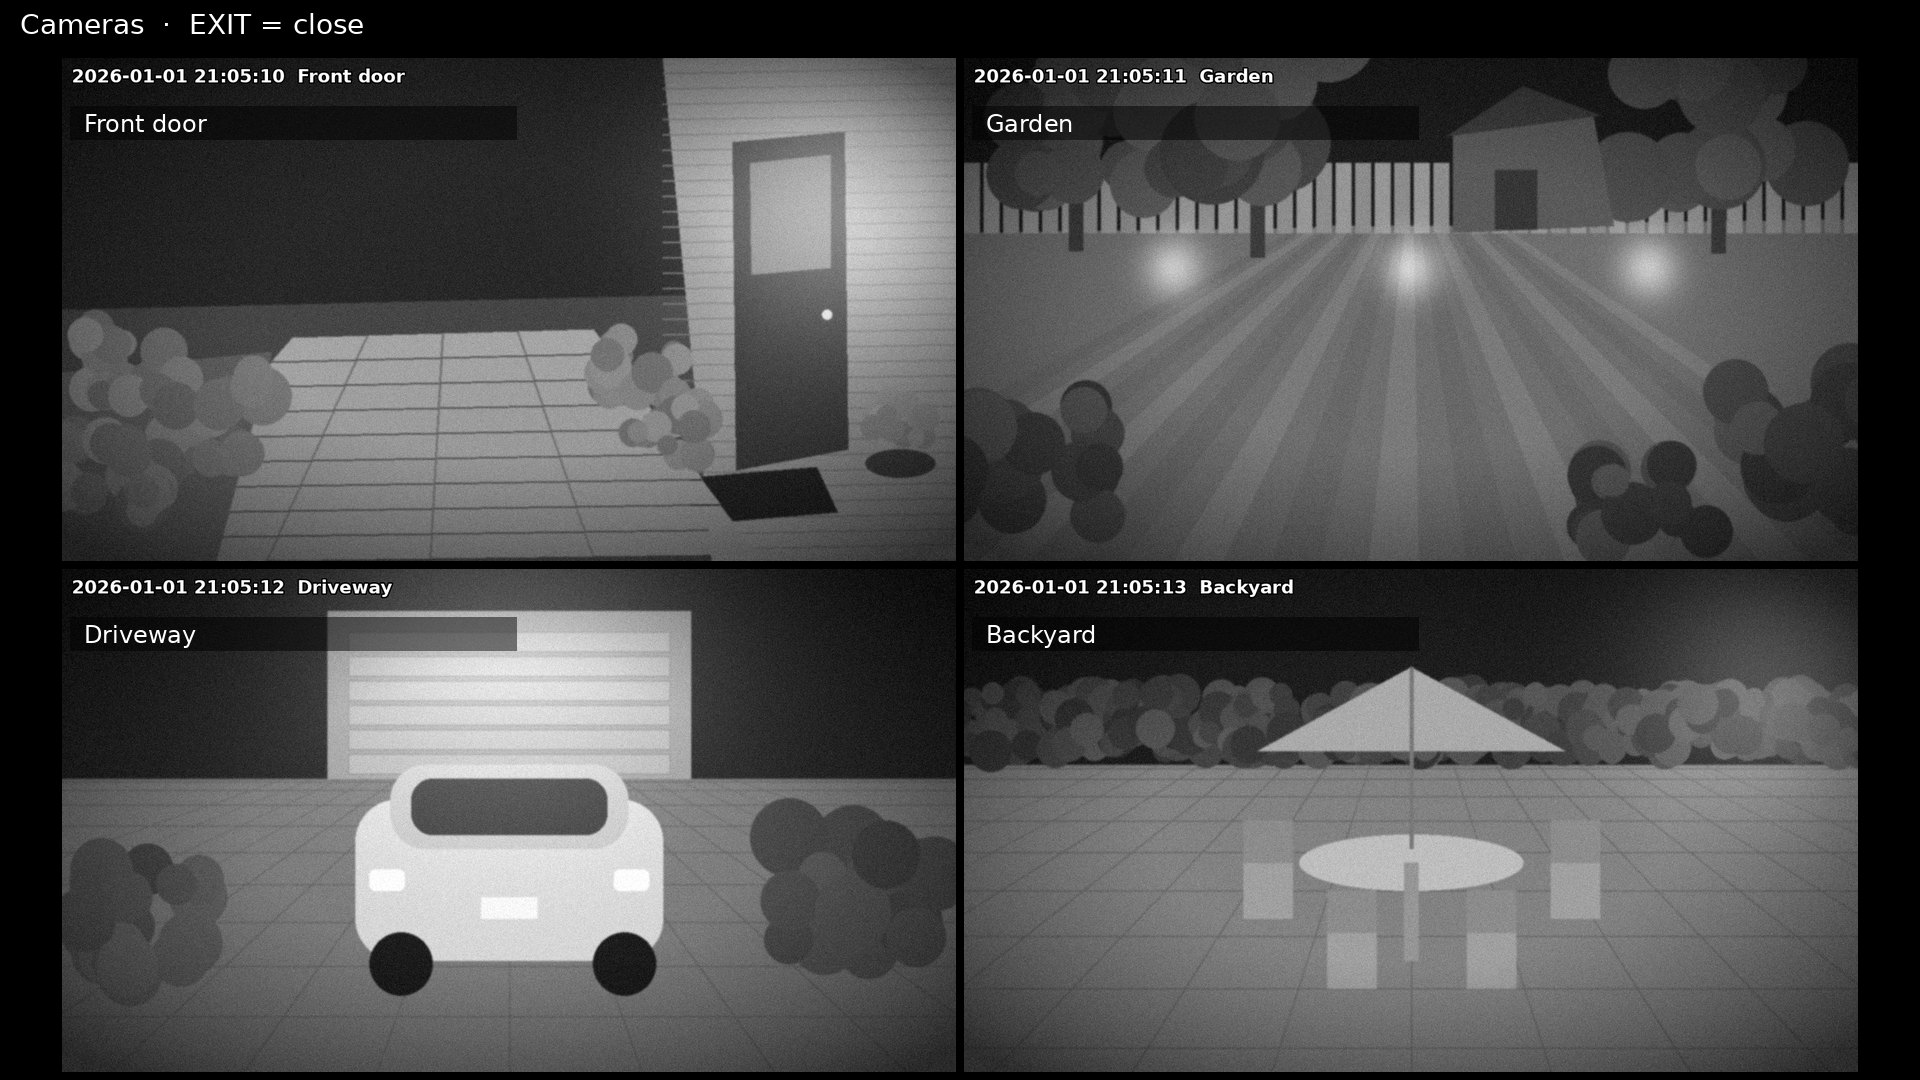 Cameras · EXIT = close
2026-01-01 21:05:10 Front door
Front door
2026-01-01 21:05:11 Garden
Garden
2026-01-01 21:05:12 Driveway
Driveway
2026-01-01 21:05:13 Backyard
Backyard